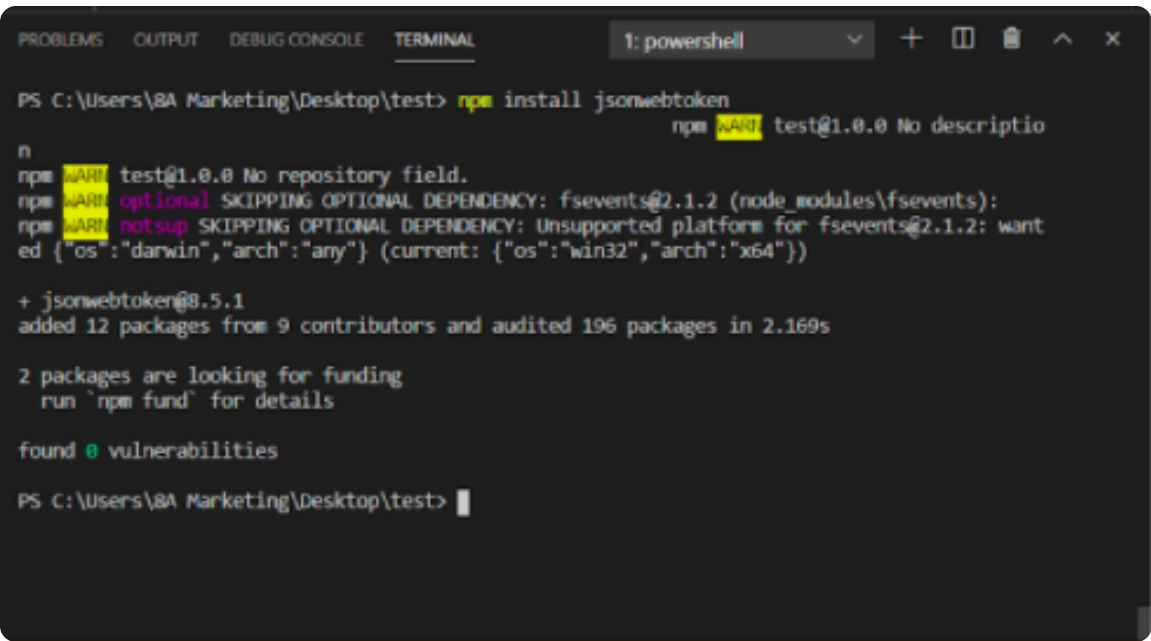 PROBLEMS OUTPUT DEBUG CONSOLE TERMINAL 1: powershell
PS C:\Users\8A Marketing\Desktop\test> npm install jsonwebtoken
npm WARN test@1.0.0 No descriptio
n
npm WARN test@1.0.0 No repository field.
npm WARN optional SKIPPING OPTIONAL DEPENDENCY: fsevents@2.1.2 (node_modules\fsevents):
npm WARN notsup SKIPPING OPTIONAL DEPENDENCY: Unsupported platform for fsevents@2.1.2: want
ed {"os":"darwin","arch":"any"} (current: {"os":"win32","arch":"x64"})
+ jsonwebtoken@8.5.1
added 12 packages from 9 contributors and audited 196 packages in 2.169s
2 packages are looking for funding
run `npm fund` for details
found 0 vulnerabilities
PS C:\Users\8A Marketing\Desktop\test>